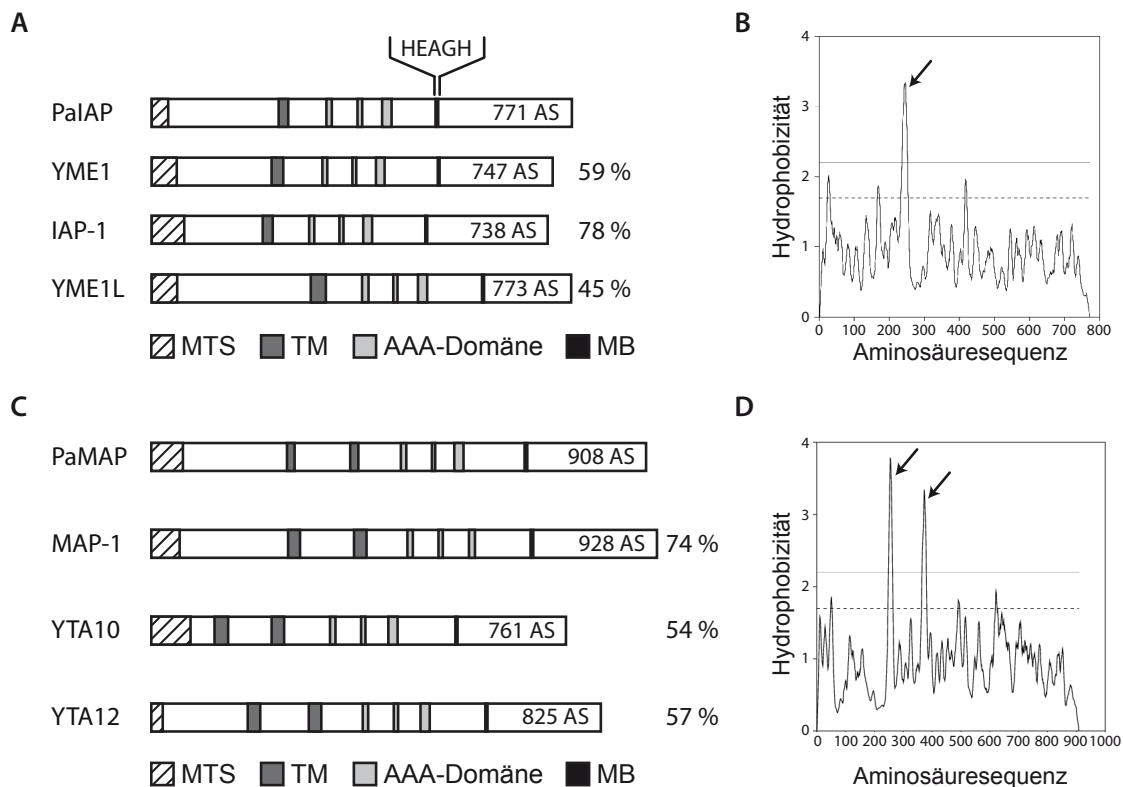 A
HEAGH
PaIAP 771 AS
YME1 747 AS 59 %
IAP-1 738 AS 78 %
YME1L 773 AS 45 %
MTS TM AAA-Domäne MB
B
Hydrophobizität
4
3
2
1
0
0 100 200 300 400 500 600 700 800
Aminosäuresequenz
C
PaMAP 908 AS
MAP-1 928 AS 74 %
YTA10 761 AS 54 %
YTA12 825 AS 57 %
MTS TM AAA-Domäne MB
D
Hydrophobizität
4
3
2
1
0
0 100 200 300 400 500 600 700 800 900 1000
Aminosäuresequenz